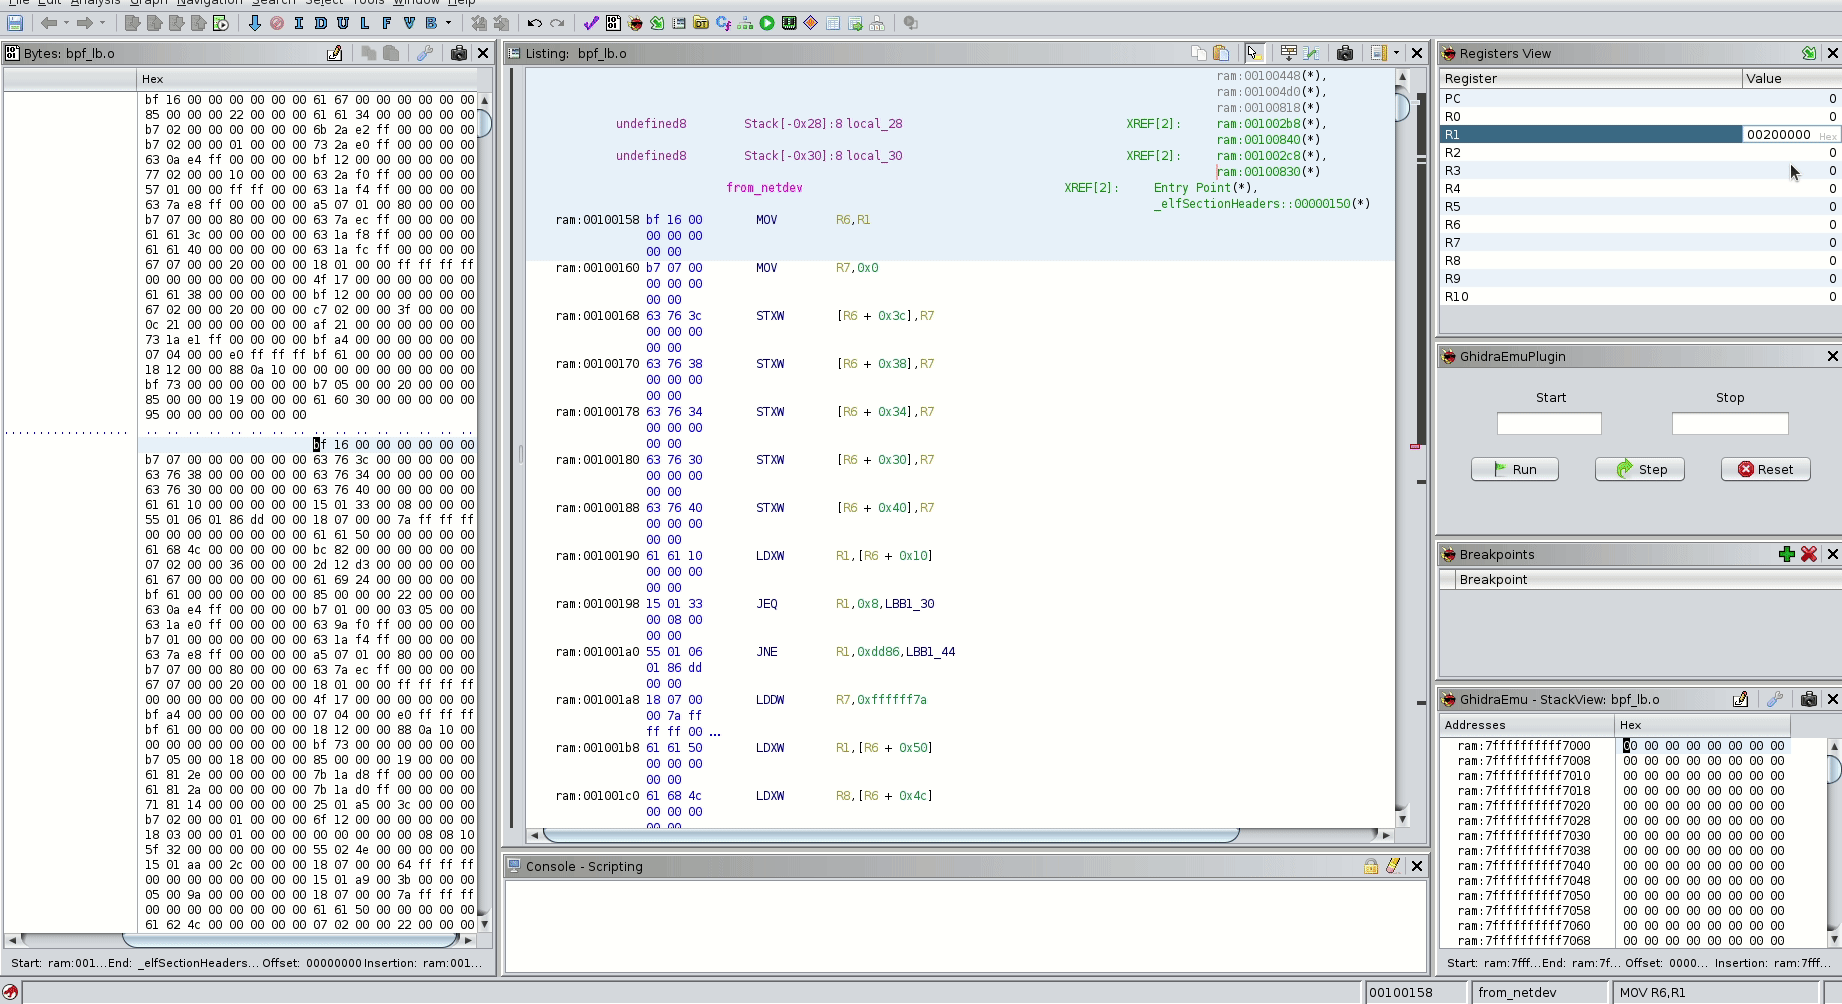 File Edit Analysis Graph Navigation Search Select Tools Window Help
I D U L F V B
Bytes: bpf_lb.o
Hex
bf 16 00 00 00 00 00 00 61 67 00 00 00 00 00 00
85 00 00 00 22 00 00 00 61 61 34 00 00 00 00 00
b7 02 00 00 00 00 00 00 6b 2a e2 ff 00 00 00 00
b7 02 00 00 01 00 00 00 73 2a e0 ff 00 00 00 00
63 0a e4 ff 00 00 00 00 bf 12 00 00 00 00 00 00
77 02 00 00 10 00 00 00 63 2a f0 ff 00 00 00 00
57 01 00 00 ff ff 00 00 63 1a f4 ff 00 00 00 00
63 7a e8 ff 00 00 00 00 a5 07 01 00 80 00 00 00
b7 07 00 00 80 00 00 00 63 7a ec ff 00 00 00 00
61 61 3c 00 00 00 00 00 63 1a f8 ff 00 00 00 00
61 61 40 00 00 00 00 00 63 1a fc ff 00 00 00 00
67 07 00 00 20 00 00 00 18 01 00 00 ff ff ff ff
00 00 00 00 00 00 00 00 4f 17 00 00 00 00 00 00
61 61 38 00 00 00 00 00 bf 12 00 00 00 00 00 00
67 02 00 00 20 00 00 00 c7 02 00 00 3f 00 00 00
0c 21 00 00 00 00 00 00 af 21 00 00 00 00 00 00
73 1a e1 ff 00 00 00 00 bf a4 00 00 00 00 00 00
07 04 00 00 e0 ff ff ff bf 61 00 00 00 00 00 00
18 12 00 00 88 0a 10 00 00 00 00 00 00 00 00 00
bf 73 00 00 00 00 00 00 b7 05 00 00 20 00 00 00
85 00 00 00 19 00 00 00 61 60 30 00 00 00 00 00
95 00 00 00 00 00 00 00
bf 16 00 00 00 00 00 00
b7 07 00 00 00 00 00 00 63 76 3c 00 00 00 00 00
63 76 38 00 00 00 00 00 63 76 34 00 00 00 00 00
63 76 30 00 00 00 00 00 63 76 40 00 00 00 00 00
61 61 10 00 00 00 00 00 15 01 33 00 08 00 00 00
55 01 06 01 86 dd 00 00 18 07 00 00 7a ff ff ff
00 00 00 00 00 00 00 00 61 61 50 00 00 00 00 00
61 68 4c 00 00 00 00 00 bc 82 00 00 00 00 00 00
07 02 00 00 36 00 00 00 2d 12 d3 00 00 00 00 00
61 67 00 00 00 00 00 00 61 69 24 00 00 00 00 00
bf 61 00 00 00 00 00 00 85 00 00 00 22 00 00 00
63 0a e4 ff 00 00 00 00 b7 01 00 00 03 05 00 00
63 1a e0 ff 00 00 00 00 63 9a f0 ff 00 00 00 00
b7 01 00 00 00 00 00 00 63 1a f4 ff 00 00 00 00
63 7a e8 ff 00 00 00 00 a5 07 01 00 80 00 00 00
b7 07 00 00 80 00 00 00 63 7a ec ff 00 00 00 00
67 07 00 00 20 00 00 00 18 01 00 00 ff ff ff ff
00 00 00 00 00 00 00 00 4f 17 00 00 00 00 00 00
bf a4 00 00 00 00 00 00 07 04 00 00 e0 ff ff ff
bf 61 00 00 00 00 00 00 18 12 00 00 88 0a 10 00
00 00 00 00 00 00 00 00 bf 73 00 00 00 00 00 00
b7 05 00 00 18 00 00 00 85 00 00 00 19 00 00 00
61 81 2e 00 00 00 00 00 7b 1a d8 ff 00 00 00 00
61 81 2a 00 00 00 00 00 7b 1a d0 ff 00 00 00 00
71 81 14 00 00 00 00 00 25 01 a5 00 3c 00 00 00
b7 02 00 00 01 00 00 00 6f 12 00 00 00 00 00 00
18 03 00 00 01 00 00 00 00 00 00 00 00 08 08 10
5f 32 00 00 00 00 00 00 55 02 4e 00 00 00 00 00
15 01 aa 00 2c 00 00 00 18 07 00 00 64 ff ff ff
00 00 00 00 00 00 00 00 15 01 a9 00 3b 00 00 00
05 00 9a 00 00 00 00 00 18 07 00 00 7a ff ff ff
00 00 00 00 00 00 00 00 61 61 50 00 00 00 00 00
61 62 4c 00 00 00 00 00 07 02 00 00 22 00 00 00
Start: ram:001... End: _elfSectionHeaders... Offset: 00000000 Insertion: ram:001...
Listing: bpf_lb.o
ram:00100448(*),
ram:001004d0(*),
ram:00100818(*)
undefined8 Stack[-0x28]:8 local_28 XREF[2]: ram:001002b8(*),
ram:00100840(*)
undefined8 Stack[-0x30]:8 local_30 XREF[2]: ram:001002c8(*),
ram:00100830(*)
from_netdev XREF[2]: Entry Point(*),
_elfSectionHeaders::00000150(*)
ram:00100158 bf 16 00 MOV R6,R1
00 00 00
00 00
ram:00100160 b7 07 00 MOV R7,0x0
00 00 00
00 00
ram:00100168 63 76 3c STXW [R6 + 0x3c],R7
00 00 00
00 00
ram:00100170 63 76 38 STXW [R6 + 0x38],R7
00 00 00
00 00
ram:00100178 63 76 34 STXW [R6 + 0x34],R7
00 00 00
00 00
ram:00100180 63 76 30 STXW [R6 + 0x30],R7
00 00 00
00 00
ram:00100188 63 76 40 STXW [R6 + 0x40],R7
00 00 00
00 00
ram:00100190 61 61 10 LDXW R1,[R6 + 0x10]
00 00 00
00 00
ram:00100198 15 01 33 JEQ R1,0x8,LBB1_30
00 08 00
00 00
ram:001001a0 55 01 06 JNE R1,0xdd86,LBB1_44
01 86 dd
00 00
ram:001001a8 18 07 00 LDDW R7,0xffffff7a
00 7a ff
ff ff 00 ...
ram:001001b8 61 61 50 LDXW R1,[R6 + 0x50]
00 00 00
00 00
ram:001001c0 61 68 4c LDXW R8,[R6 + 0x4c]
00 00 00
00 00
Console - Scripting
Registers View
Register Value
PC 0
R0 0
R1 00200000 Hex
R2 0
R3 0
R4 0
R5 0
R6 0
R7 0
R8 0
R9 0
R10 0
GhidraEmuPlugin
Start Stop
Run Step Reset
Breakpoints
Breakpoint
GhidraEmu - StackView: bpf_lb.o
Addresses Hex
ram:7ffffffffff7000 00 00 00 00 00 00 00 00
ram:7ffffffffff7008 00 00 00 00 00 00 00 00
ram:7ffffffffff7010 00 00 00 00 00 00 00 00
ram:7ffffffffff7018 00 00 00 00 00 00 00 00
ram:7ffffffffff7020 00 00 00 00 00 00 00 00
ram:7ffffffffff7028 00 00 00 00 00 00 00 00
ram:7ffffffffff7030 00 00 00 00 00 00 00 00
ram:7ffffffffff7038 00 00 00 00 00 00 00 00
ram:7ffffffffff7040 00 00 00 00 00 00 00 00
ram:7ffffffffff7048 00 00 00 00 00 00 00 00
ram:7ffffffffff7050 00 00 00 00 00 00 00 00
ram:7ffffffffff7058 00 00 00 00 00 00 00 00
ram:7ffffffffff7060 00 00 00 00 00 00 00 00
ram:7ffffffffff7068 00 00 00 00 00 00 00 00
Start: ram:7fff... End: ram:7f... Offset: 0000... Insertion: ram:7fff...
00100158 from_netdev MOV R6,R1